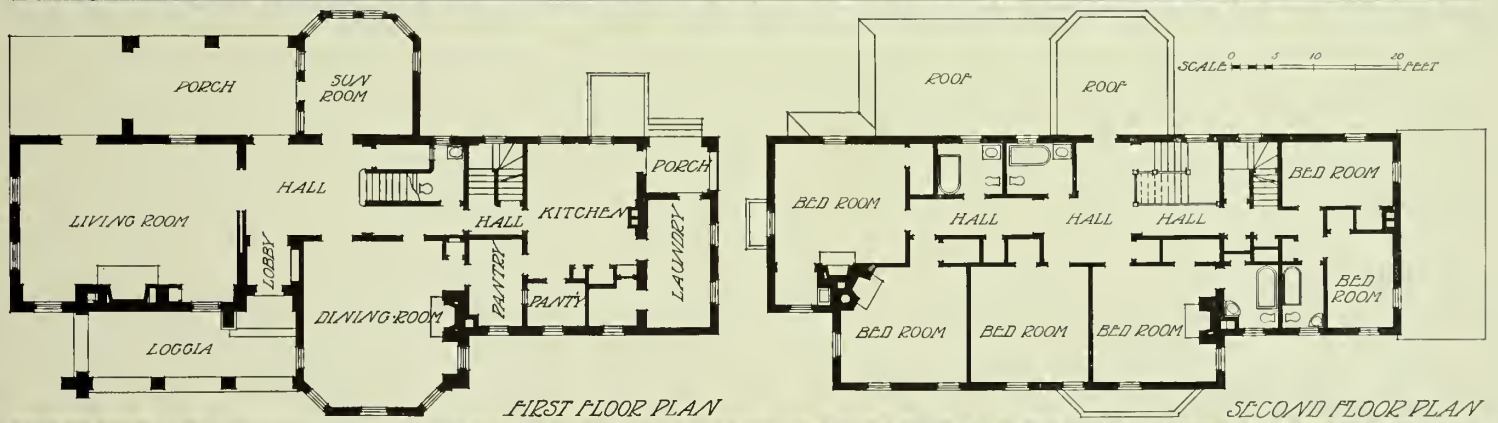 PORCH
SUN
ROOM
HALL
LIVING ROOM
LOBBY
HALL
KITCHEN
PORCH
LAUNDRY
PANTRY
PANTY
DINING ROOM
LOGGIA
FIRST FLOOR PLAN
ROOF
ROOF
SCALE 0 5 10 20 FEET
BED ROOM
BED ROOM
HALL
HALL
HALL
BED ROOM
BED ROOM
BED ROOM
BED
ROOM
SECOND FLOOR PLAN